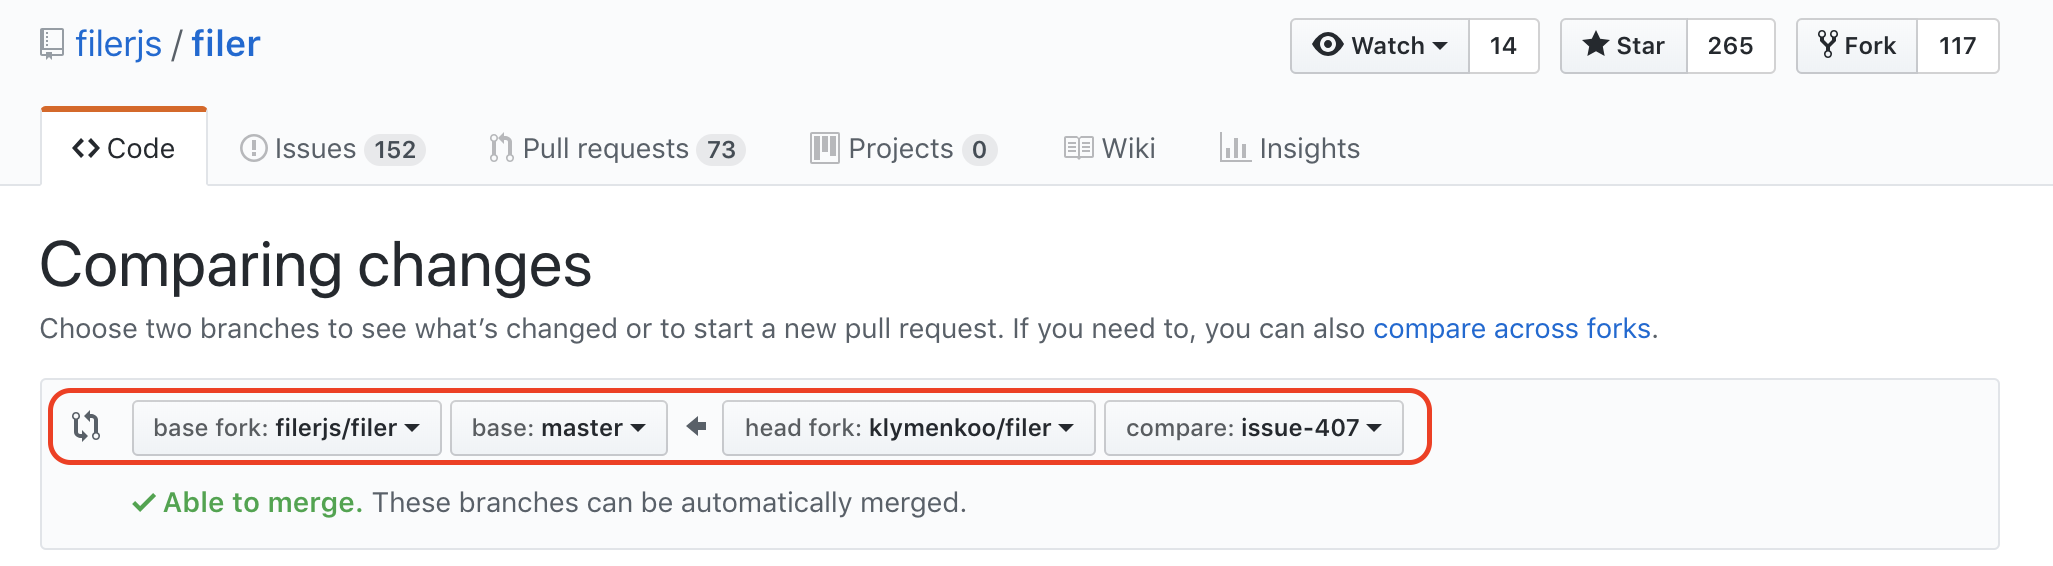 filerjs / filer
Watch 14 Star 265 Fork 117
Code Issues 152 Pull requests 73 Projects 0 Wiki Insights
Comparing changes
Choose two branches to see what’s changed or to start a new pull request. If you need to, you can also compare across forks.
base fork: filerjs/filer base: master head fork: klymenkoo/filer compare: issue-407
Able to merge. These branches can be automatically merged.